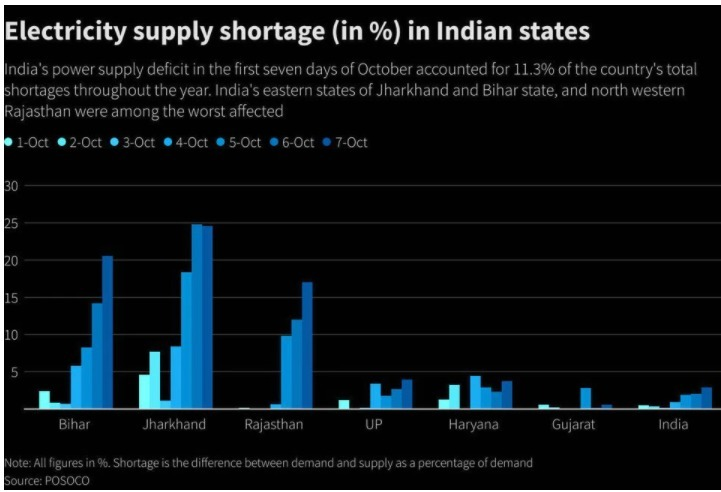 Electricity supply shortage (in %) in Indian states
India's power supply deficit in the first seven days of October accounted for 11.3% of the country's total
shortages throughout the year. India's eastern states of Jharkhand and Bihar state, and north western
Rajasthan were among the worst affected
1-Oct 2-Oct 3-Oct 4-Oct 5-Oct 6-Oct 7-Oct
30
25
20
15
10
5
Bihar Jharkhand Rajasthan UP Haryana Gujarat India
Note: All figures in %. Shortage is the difference between demand and supply as a percentage of demand
Source: POSOCO